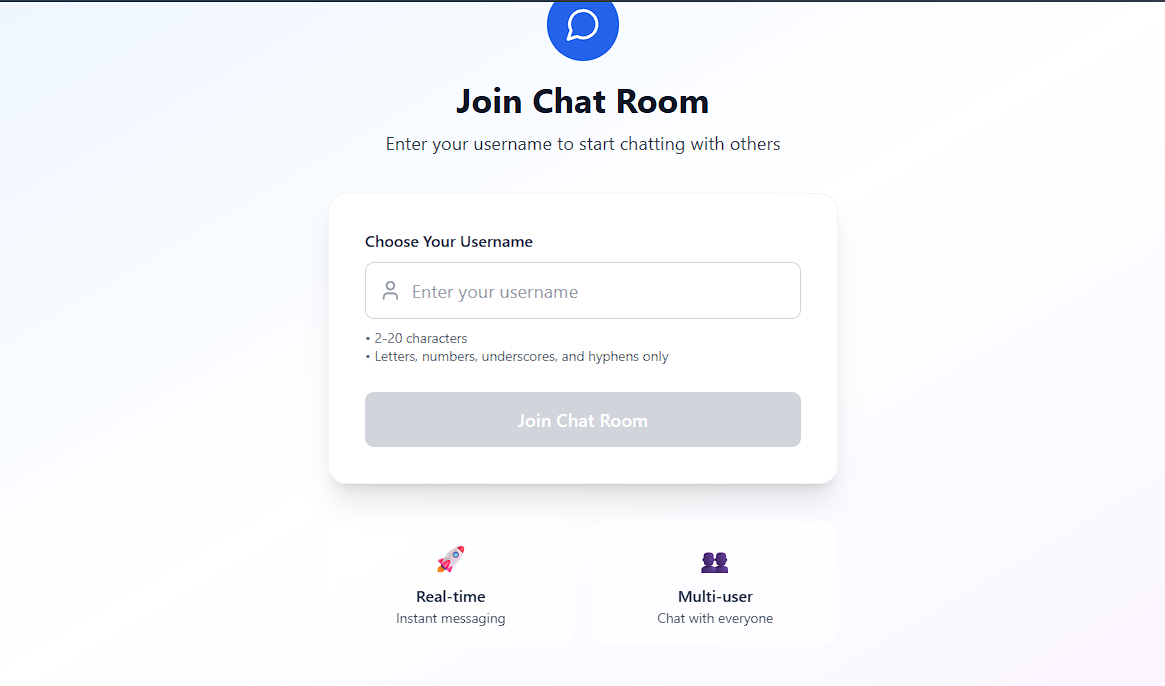 Join Chat Room
Enter your username to start chatting with others
Choose Your Username
Enter your username
• 2-20 characters
• Letters, numbers, underscores, and hyphens only
Join Chat Room
Real-time
Instant messaging
Multi-user
Chat with everyone